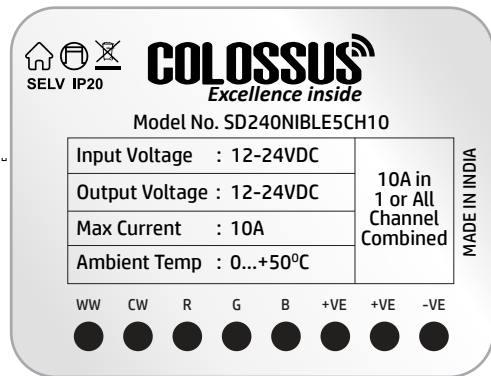 COLOSSUS
SELV IP20
Excellence inside
Model No. SD240NIBLE5CH10
Input Voltage : 12-24VDC
Output Voltage : 12-24VDC
Max Current : 10A
Ambient Temp : 0...+50⁰C
10A in
1 or All
Channel
Combined
MADE IN INDIA
WW CW R G B +VE +VE -VE